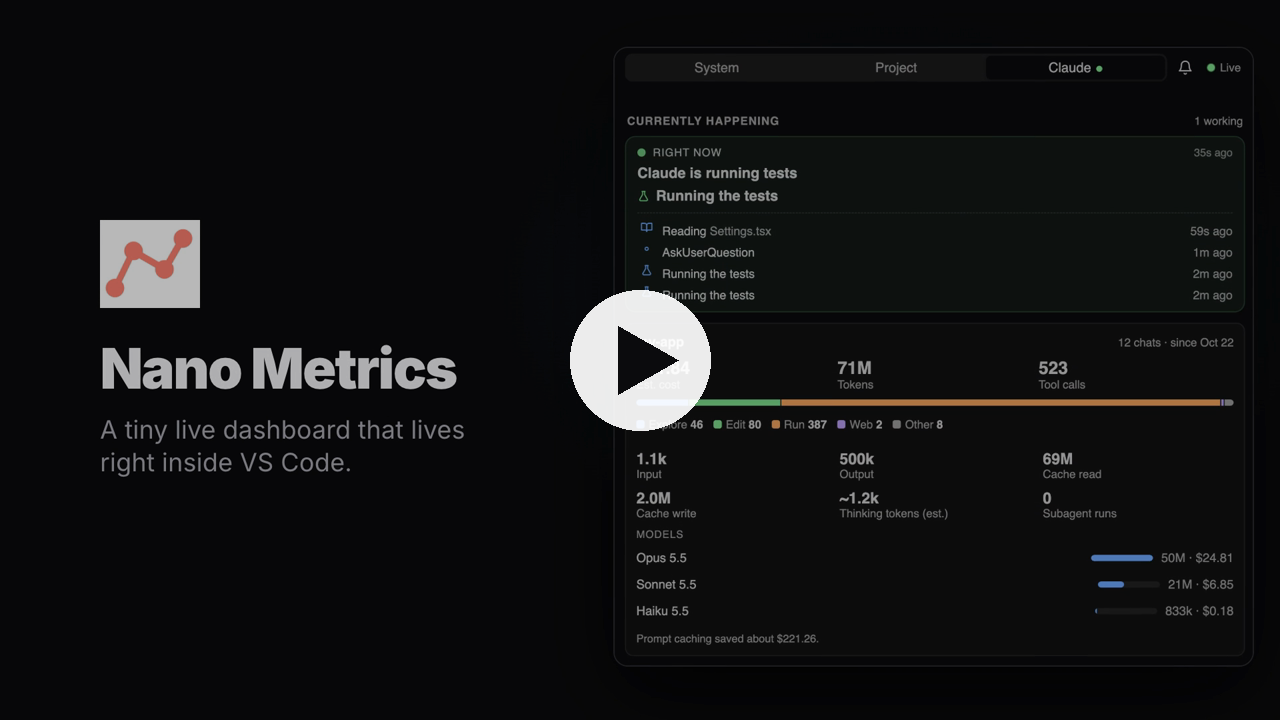 Nano Metrics
A tiny live dashboard that lives
right inside VS Code.
System Project Claude Live
CURRENTLY HAPPENING 1 working
RIGHT NOW 35s ago
Claude is running tests
Running the tests
Reading Settings.tsx 59s ago
AskUserQuestion 1m ago
Running the tests 2m ago
Running the tests 2m ago
12 chats · since Oct 22
71M 523
Tokens Tool calls
46 Edit 80 Run 387 Web 2 Other 8
1.1k 500k 69M
Input Output Cache read
2.0M ~1.2k 0
Cache write Thinking tokens (est.) Subagent runs
MODELS
Opus 5.5 50M · $24.81
Sonnet 5.5 21M · $6.85
Haiku 5.5 833k · $0.18
Prompt caching saved about $221.26.